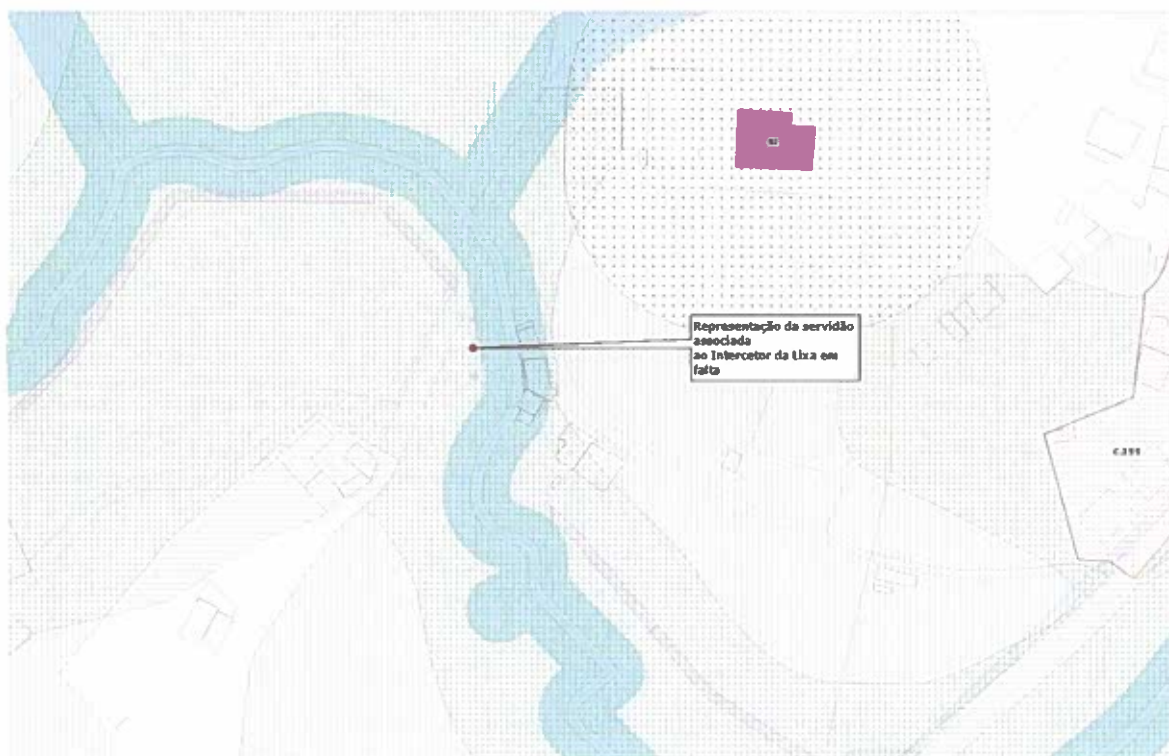 Representação da servidão
associada
ao Intercetor da Lixa em
falta